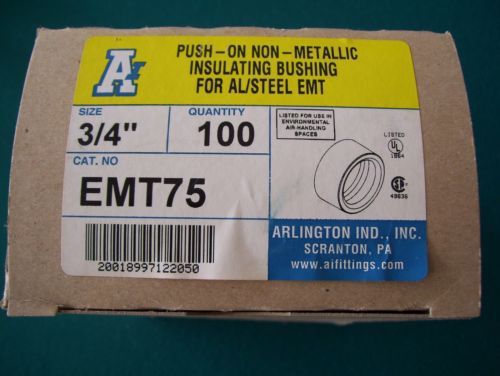 A
PUSH-ON NON-METALLIC
INSULATING BUSHING
FOR AL/STEEL EMT
SIZE
3/4"
QUANTITY
100
LISTED FOR USE IN
ENVIRONMENTAL
AIR-HANDLING
SPACES
LISTED
UL
CAT. NO
EMT75
20018997122050
ARLINGTON IND., INC.
SCRANTON, PA
www.aifittings.com